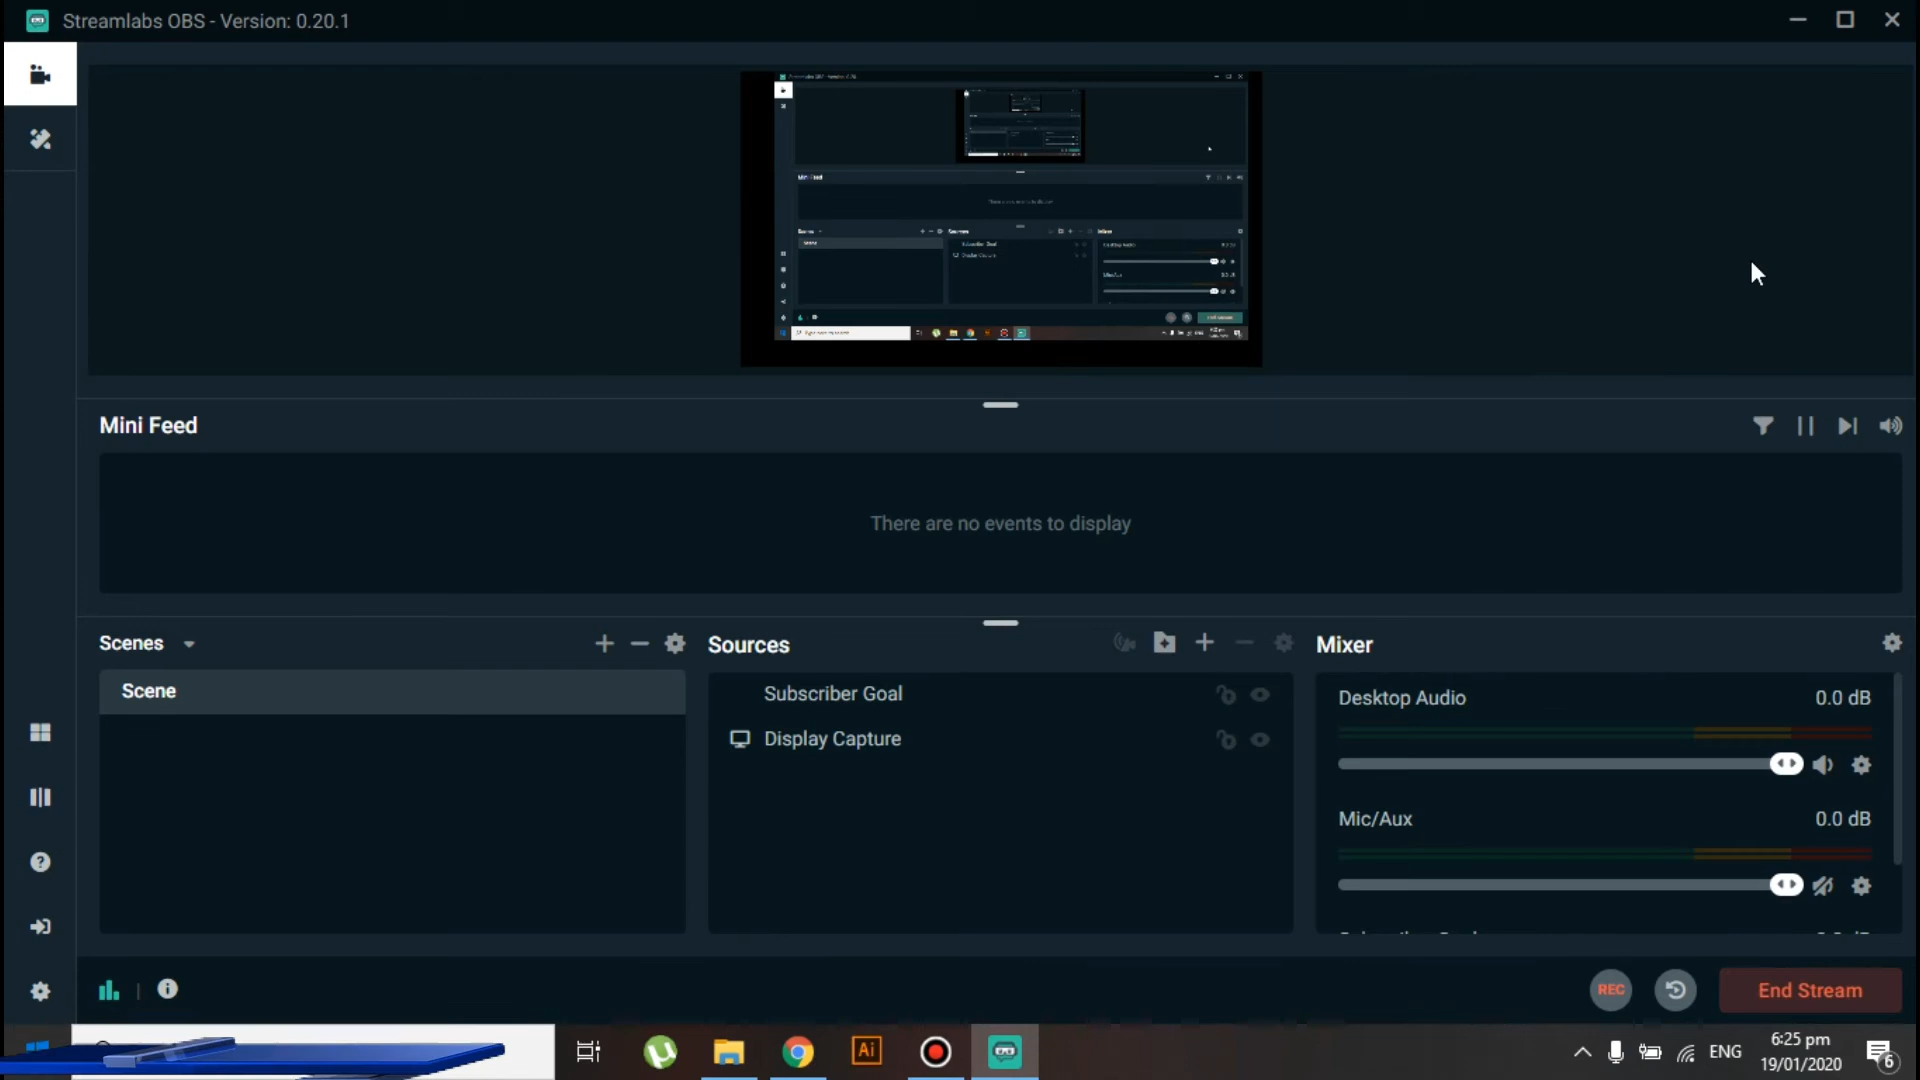 Streamlabs OBS - Version: 0.20.1
Mini Feed
There are no events to display
Scenes
Sources
Mixer
Scene
Subscriber Goal
Display Capture
Desktop Audio
0.0 dB
Mic/Aux
0.0 dB
REC
End Stream
Ai
ENG
6:25 pm
19/01/2020
6